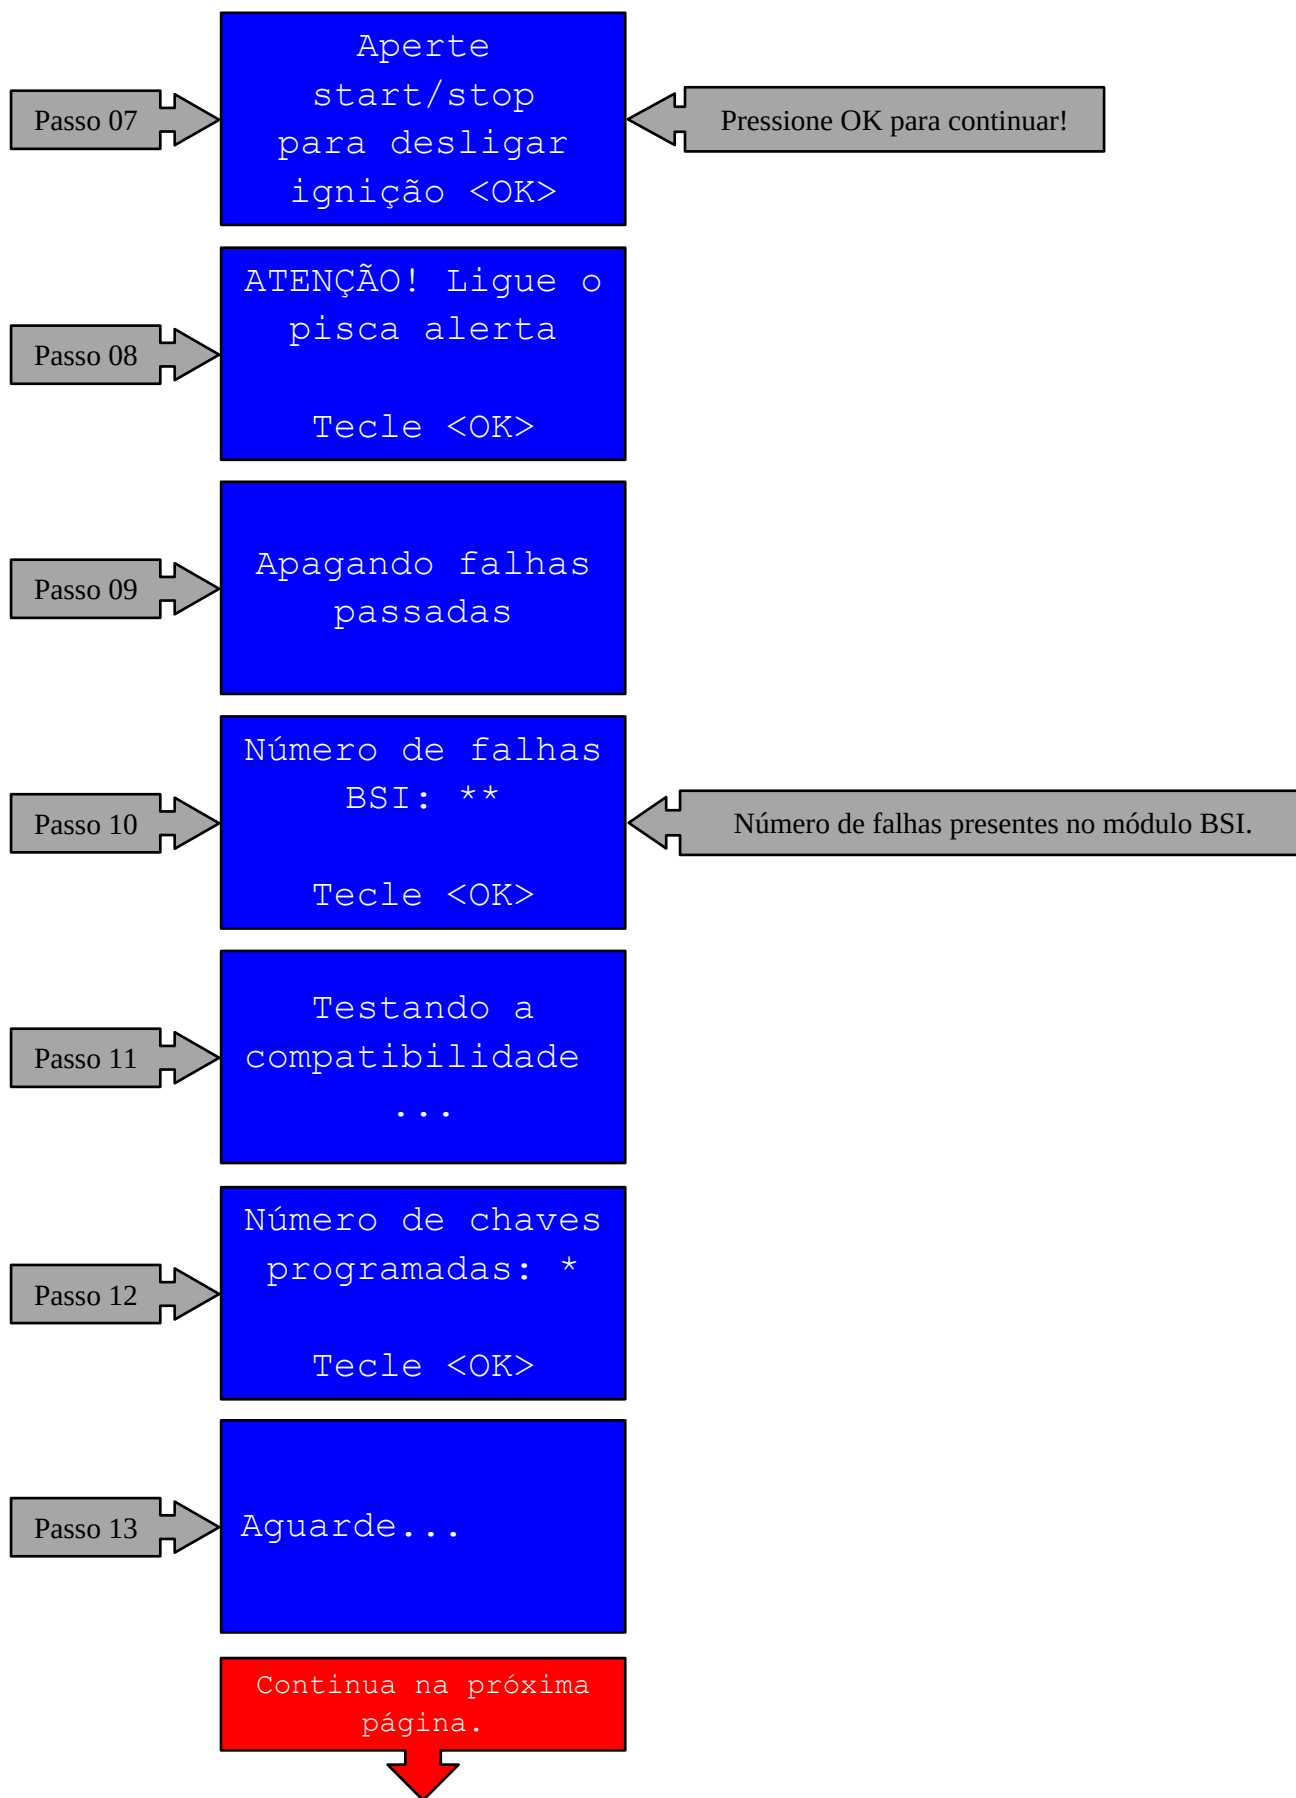 Passo 07
Aperte
start/stop
para desligar
ignição <OK>
Pressione OK para continuar!
Passo 08
ATENÇÃO! Ligue o
pisca alerta
Tecle <OK>
Passo 09
Apagando falhas
passadas
Passo 10
Número de falhas
BSI: **
Tecle <OK>
Número de falhas presentes no módulo BSI.
Passo 11
Testando a
compatibilidade
...
Passo 12
Número de chaves
programadas: *
Tecle <OK>
Passo 13
Aguarde...
Continua na próxima
página.